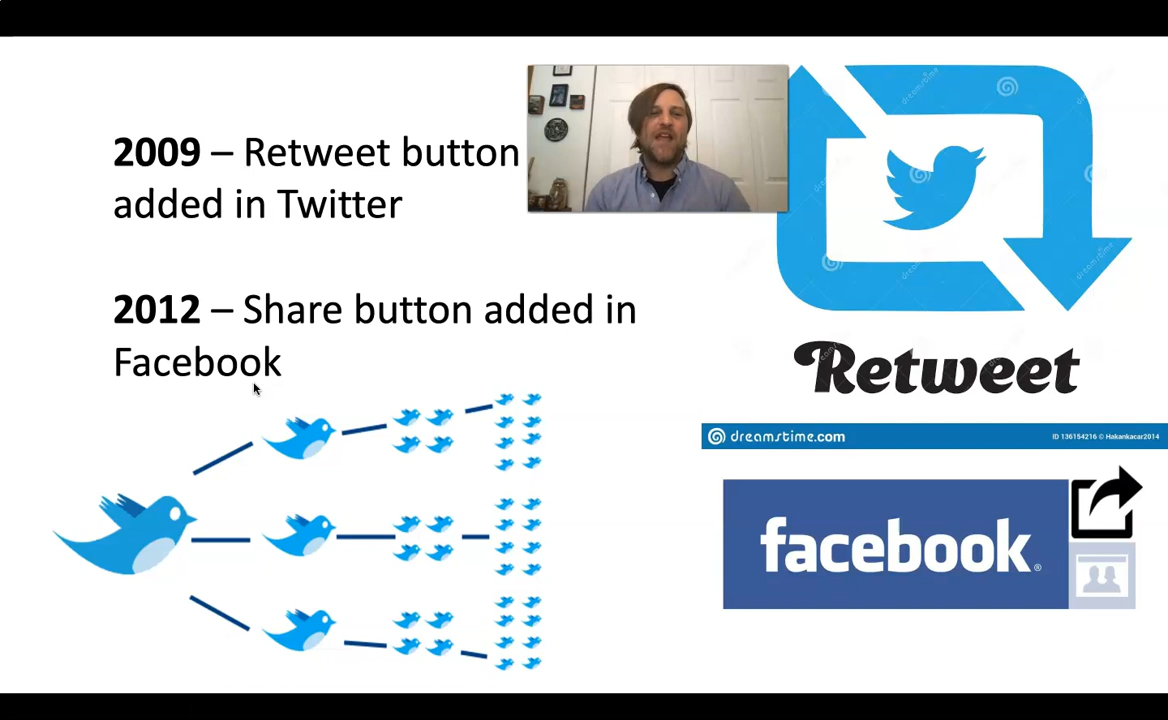 2009 – Retweet button
added in Twitter
2012 – Share button added in
Facebook
dreamstime
Retweet
dreamstime.com
ID 136154216 © Hakankacar2014
facebook®